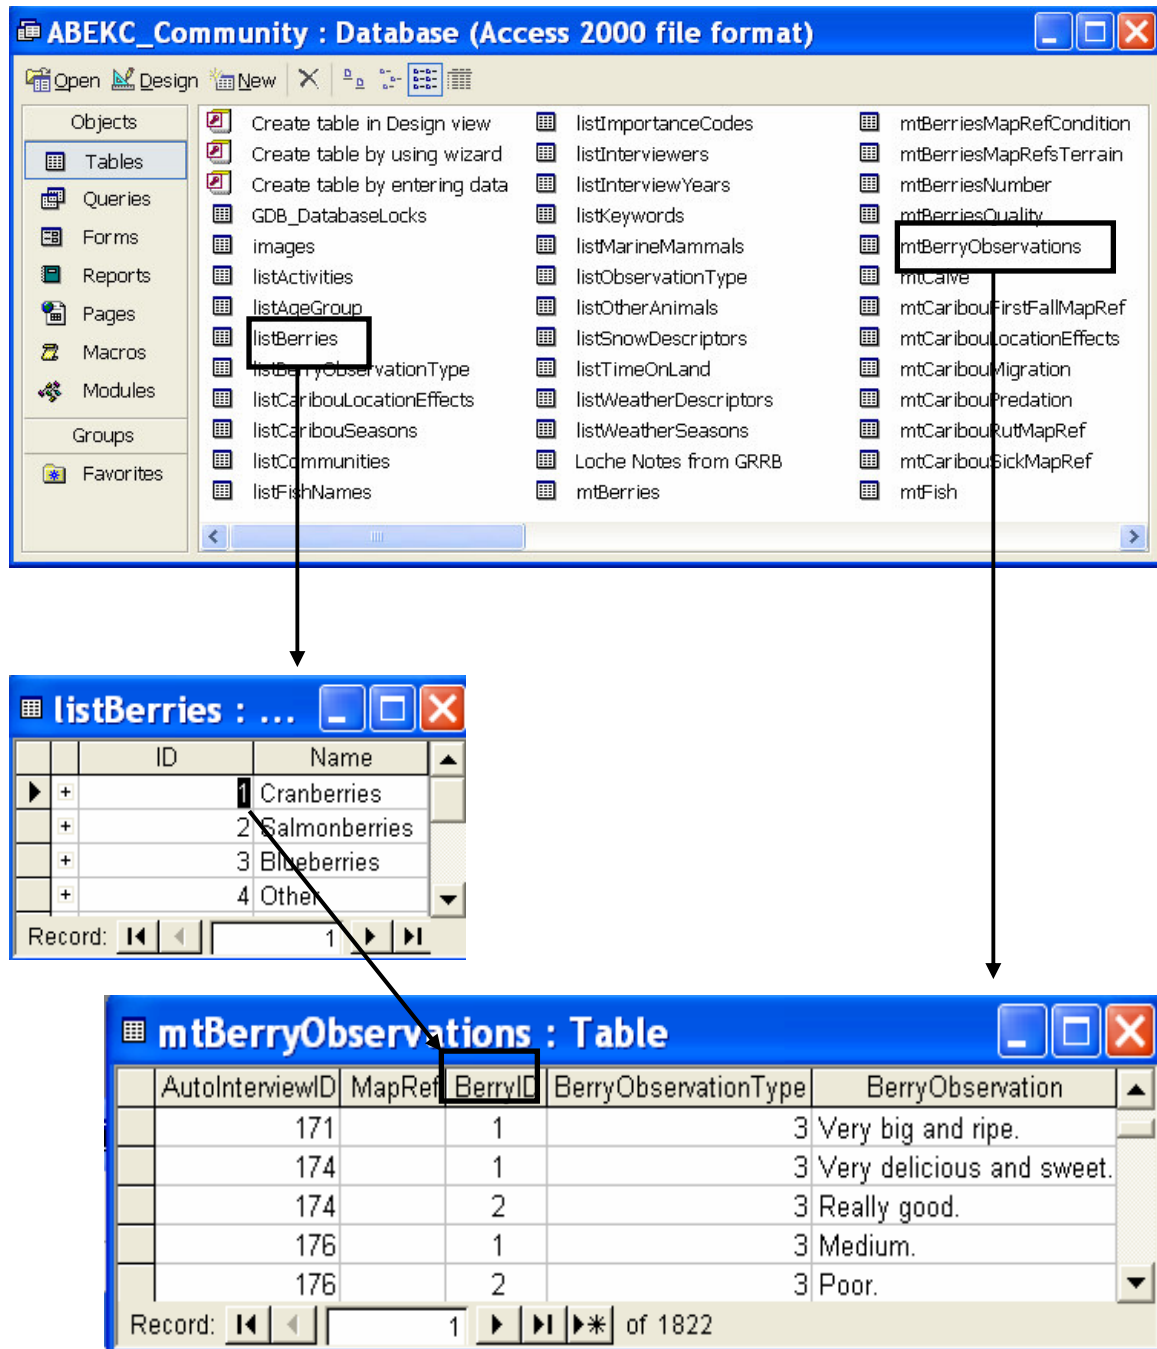 ABEKC_Community : Database (Access 2000 file format)
Open Design New
Objects
Tables
Queries
Forms
Reports
Pages
Macros
Modules
Groups
Favorites
Create table in Design view
Create table by using wizard
Create table by entering data
GDB_DatabaseLocks
images
listActivities
listAgeGroup
listBerries
listBerryObservationType
listCaribouLocationEffects
listCaribouSeasons
listCommunities
listFishNames
listImportanceCodes
listInterviewers
listInterviewYears
listKeywords
listMarineMammals
listObservationType
listOtherAnimals
listSnowDescriptors
listTimeOnLand
listWeatherDescriptors
listWeatherSeasons
Loche Notes from GRRB
mtBerries
mtBerriesMapRefCondition
mtBerriesMapRefsTerrain
mtBerriesNumber
mtBerriesQuality
mtBerryObservations
mtCalve
mtCaribouFirstFallMapRef
mtCaribouLocationEffects
mtCaribouMigration
mtCaribouPredation
mtCaribouRutMapRef
mtCaribouSickMapRef
mtFish
listBerries : ...
ID Name
1 Cranberries
2 Salmonberries
3 Blueberries
4 Other
Record: 1
mtBerryObservations : Table
AutoInterviewID MapRef BerryID BerryObservationType BerryObservation
171 1 3 Very big and ripe.
174 1 3 Very delicious and sweet.
174 2 3 Really good.
176 1 3 Medium.
176 2 3 Poor.
Record: 1 of 1822